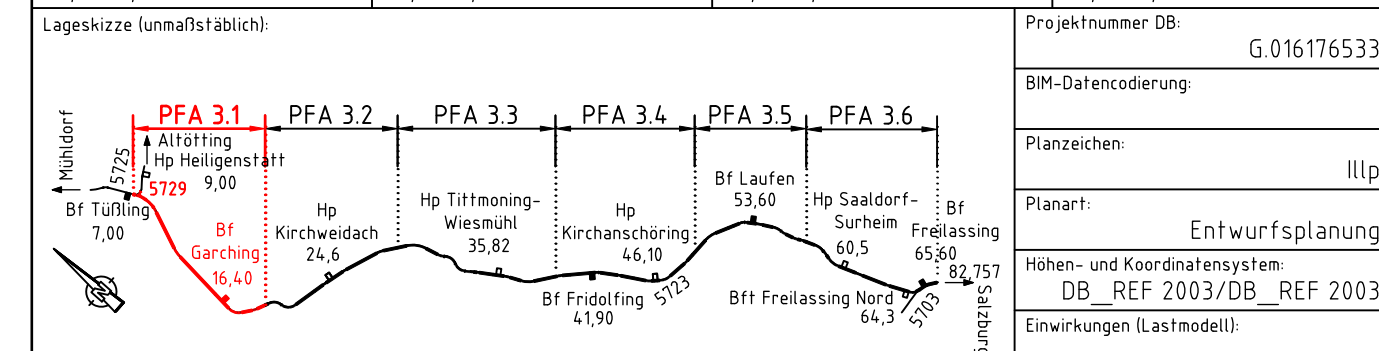 Lageskizze (unmaßstäblich):
PFA 3.1
PFA 3.2
PFA 3.3
PFA 3.4
PFA 3.5
PFA 3.6
Mühldorf
5725
Altötting
Hp Heiligenstatt
9,00
5729
Bf Tüßling
7,00
Bf
Garching
16,40
Hp
Kirchweidach
24,6
Hp Tittmoning-
Wiesmühl
35,82
Hp
Kirchanschöring
46,10
Bf Fridolfing
41,90
5723
Bf Laufen
53,60
Hp Saaldorf-
Surheim
60,5
Bf
Freilassing
65,60
82,757
Bft Freilassing Nord
64,3
5703
Salzburg
Projektnummer DB:
G.016176533
BIM-Datencodierung:
Planzeichen:
IIlp
Planart:
Entwurfsplanung
Höhen- und Koordinatensystem:
DB_REF 2003/DB_REF 2003
Einwirkungen (Lastmodell):